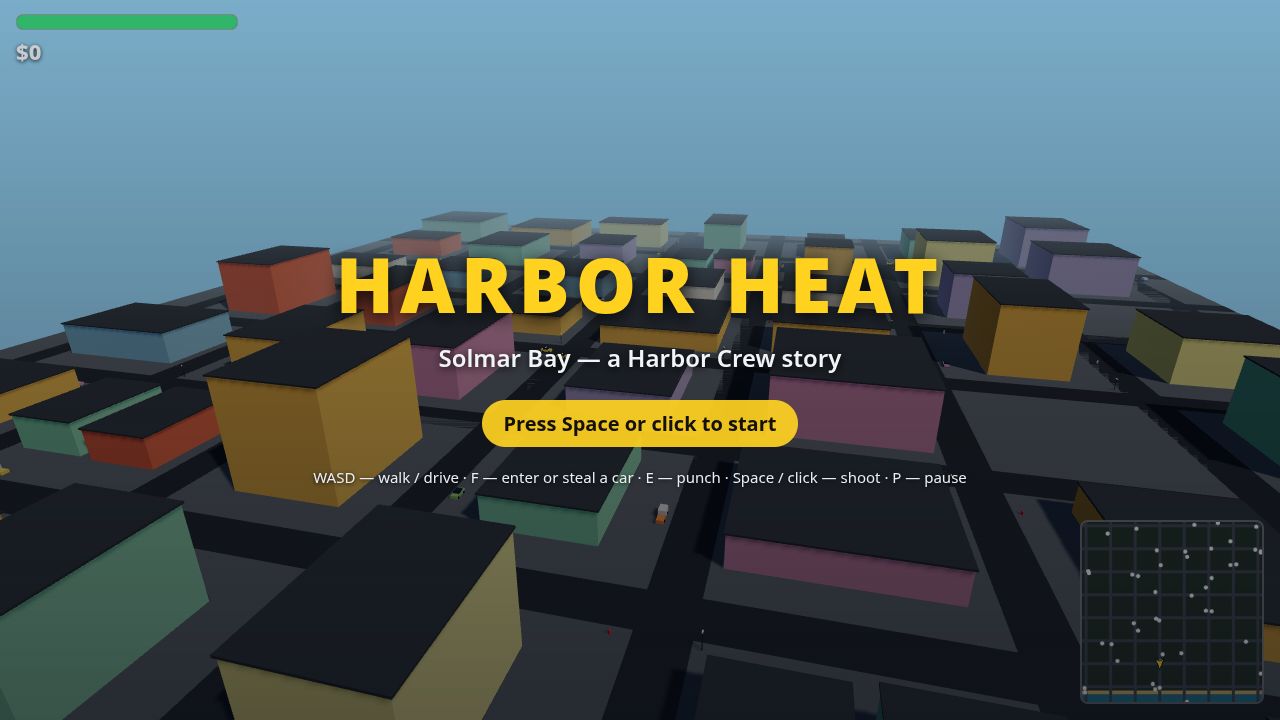 $0
HARBOR HEAT
Solmar Bay — a Harbor Crew story
Press Space or click to start
WASD — walk / drive · F — enter or steal a car · E — punch · Space / click — shoot · P — pause